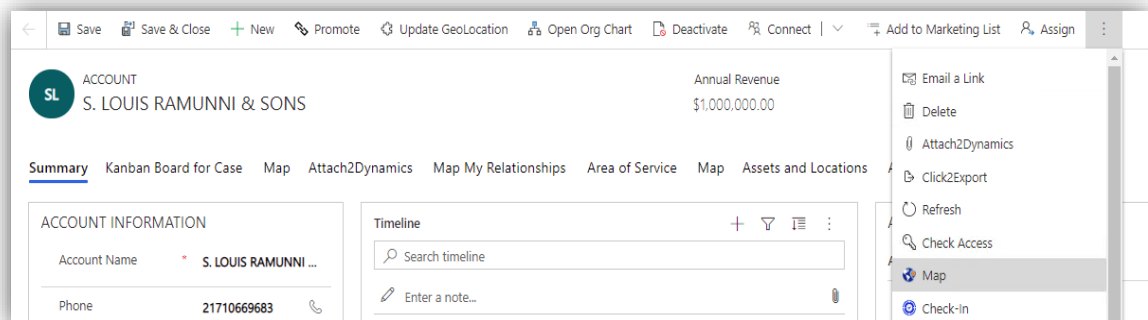 Save Save & Close New Promote Update GeoLocation Open Org Chart Deactivate Connect Add to Marketing List Assign
SL
ACCOUNT
S. LOUIS RAMUNNI & SONS
Annual Revenue
$1,000,000.00
Summary Kanban Board for Case Map Attach2Dynamics Map My Relationships Area of Service Map Assets and Locations
ACCOUNT INFORMATION
Account Name * S. LOUIS RAMUNNI ...
Phone 21710669683
Timeline
Search timeline
Enter a note...
Email a Link
Delete
Attach2Dynamics
Click2Export
Refresh
Check Access
Map
Check-In